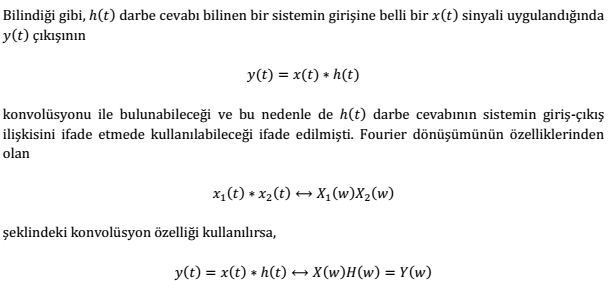 Bilindiği gibi, ℎ(𝑡) darbe cevabı bilinen bir sistemin girişine belli bir 𝑥(𝑡) sinyali uygulandığında
𝑦(𝑡) çıkışının
𝑦(𝑡) = 𝑥(𝑡) ∗ ℎ(𝑡)
konvolüsyonu ile bulunabileceği ve bu nedenle de ℎ(𝑡) darbe cevabının sistemin giriş-çıkış
ilişkisini ifade etmede kullanılabileceği ifade edilmişti. Fourier dönüşümünün özelliklerinden
olan
𝑥₁(𝑡) ∗ 𝑥₂(𝑡) ↔ 𝑋₁(𝑤)𝑋₂(𝑤)
şeklindeki konvolüsyon özelliği kullanılırsa,
𝑦(𝑡) = 𝑥(𝑡) ∗ ℎ(𝑡) ↔ 𝑋(𝑤)𝐻(𝑤) = 𝑌(𝑤)